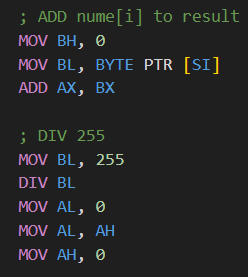 ; ADD nume[i] to result
MOV BH, 0
MOV BL, BYTE PTR [SI]
ADD AX, BX
; DIV 255
MOV BL, 255
DIV BL
MOV AL, 0
MOV AL, AH
MOV AH, 0